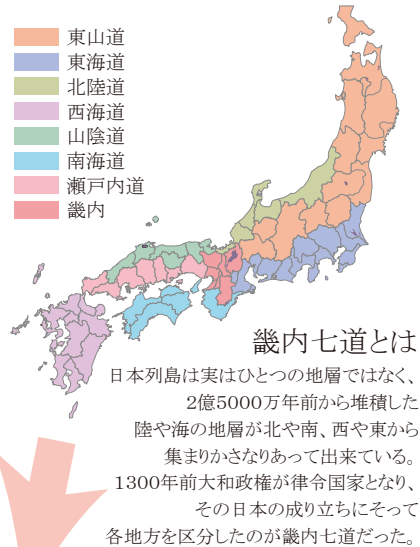 東山道
東海道
北陸道
西海道
山陰道
南海道
瀬戸内道
畿内
畿内七道とは
日本列島は実はひとつの地層ではなく、
2億5000万年前から堆積した
陸や海の地層が北や南、西や東から
集まりかさなりあって出来ている。
1300年前大和政権が律令国家となり、
その日本の成り立ちにそって
各地方を区分したのが畿内七道だった。